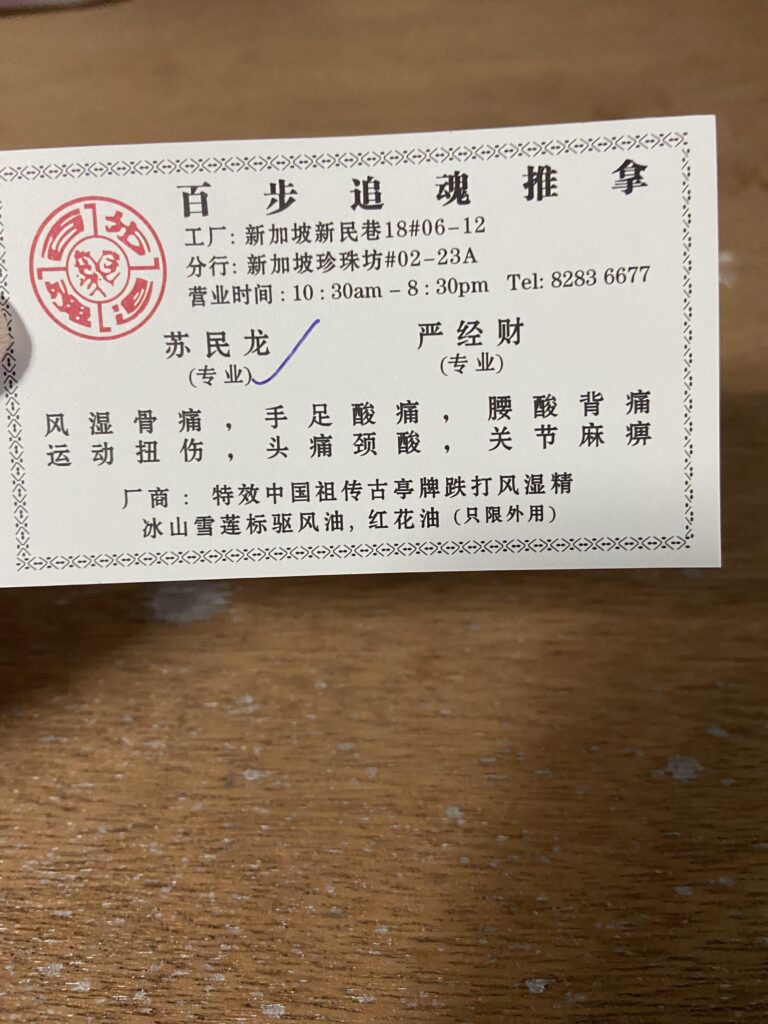 百步追魂
百步追魂推拿
工厂: 新加坡新民巷18#06-12
分行: 新加坡珍珠坊#02-23A
营业时间 : 10 : 30am – 8 : 30pm Tel: 8283 6677
苏民龙 严经财
(专业) (专业)
风湿骨痛 , 手足酸痛 , 腰酸背痛
运动扭伤 , 头痛颈酸 , 关节麻痹
厂商 : 特效中国祖传古亭牌跌打风湿精
冰山雪莲标驱风油, 红花油 (只限外用)